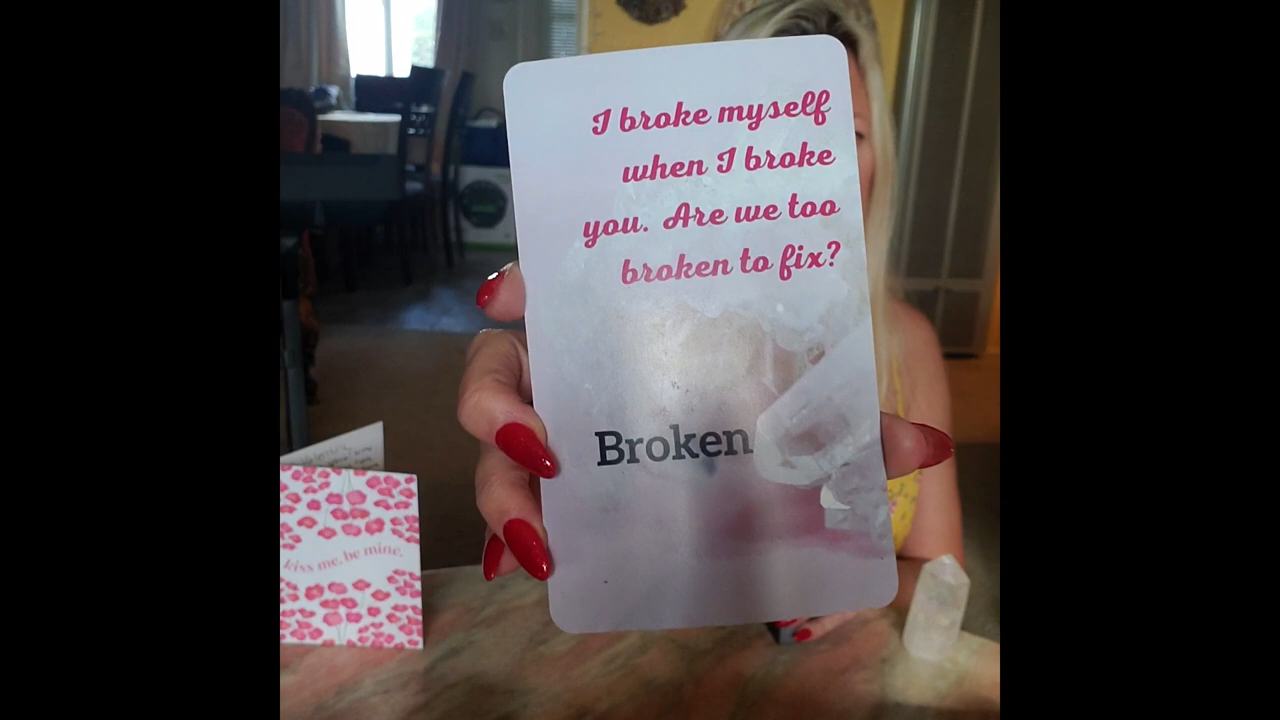 I broke myself
when I broke
you. Are we too
broken to fix?
Broken
kiss me. be mine.